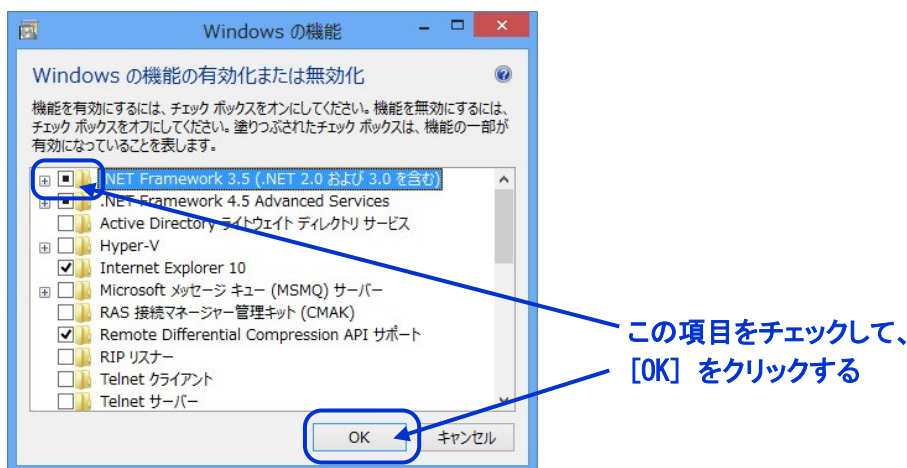 Windows の機能
Windows の機能の有効化または無効化
機能を有効にするには、チェック ボックスをオンにしてください。機能を無効にするには、
チェック ボックスをオフにしてください。塗りつぶされたチェック ボックスは、機能の一部が
有効になっていることを表します。
.NET Framework 3.5 (.NET 2.0 および 3.0 を含む)
.NET Framework 4.5 Advanced Services
Active Directory ライトウェイト ディレクトリ サービス
Hyper-V
Internet Explorer 10
Microsoft メッセージ キュー (MSMQ) サーバー
RAS 接続マネージャー管理キット (CMAK)
Remote Differential Compression API サポート
RIP リスナー
Telnet クライアント
Telnet サーバー
この項目をチェックして、
[OK] をクリックする
OK
キャンセル